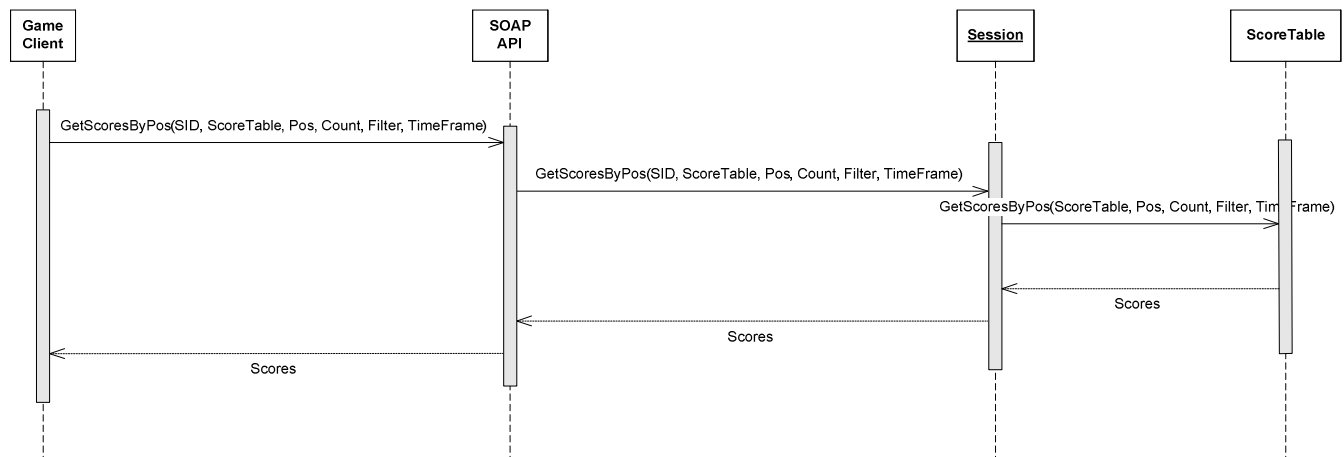 Game
Client
SOAP
API
Session
ScoreTable
GetScoresByPos(SID, ScoreTable, Pos, Count, Filter, TimeFrame)
GetScoresByPos(SID, ScoreTable, Pos, Count, Filter, TimeFrame)
GetScoresByPos(ScoreTable, Pos, Count, Filter, TimeFrame)
Scores
Scores
Scores